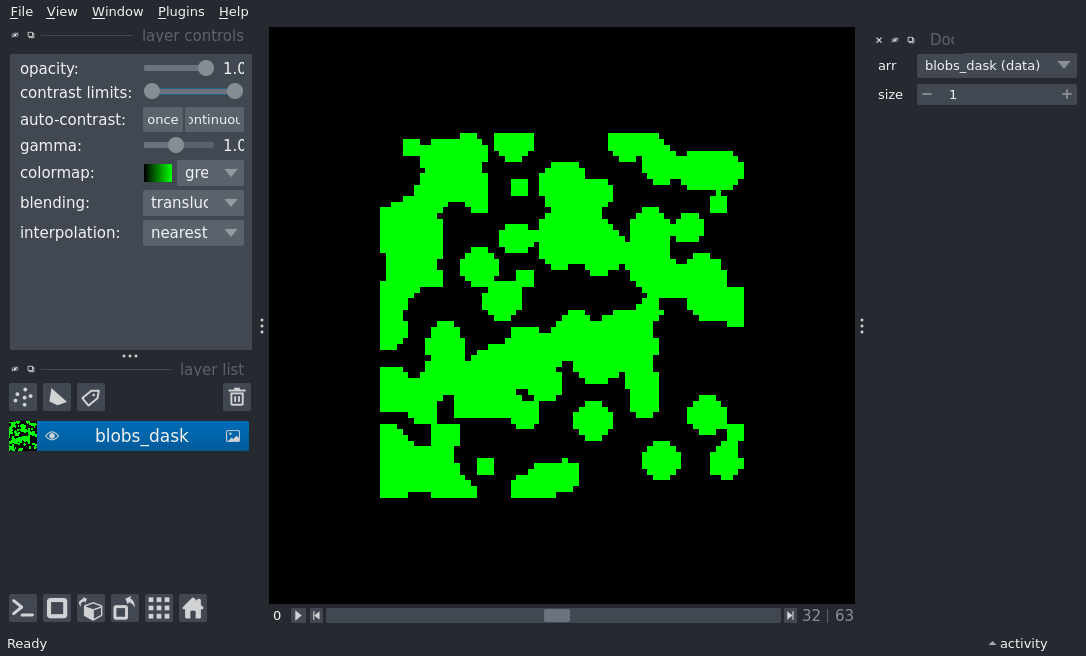 File View Window Plugins Help
layer controls
opacity: 1.0
contrast limits:
auto-contrast: once ontinuou
gamma: 1.0
colormap: gre
blending: transluc
interpolation: nearest
layer list
blobs_dask
0 32 | 63
Ready
Doc
arr blobs_dask (data)
size 1
activity